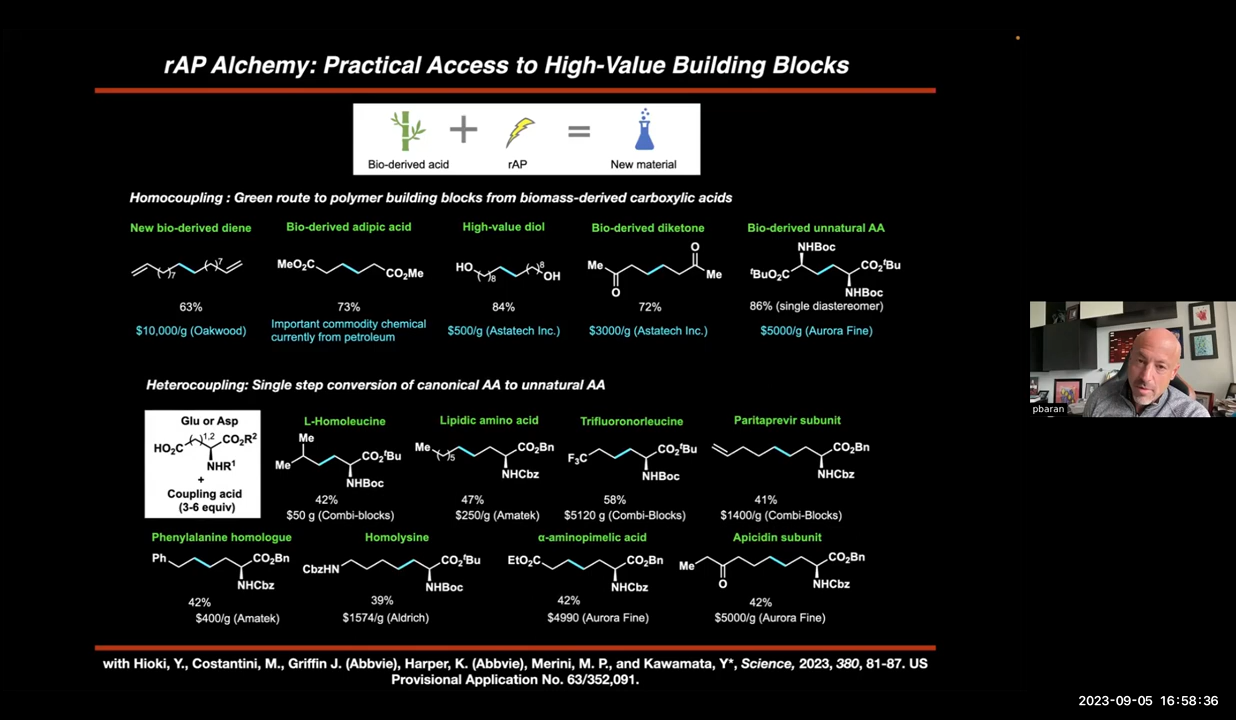 rAP Alchemy: Practical Access to High-Value Building Blocks
Bio-derived acid
+
rAP
=
New material
Homocoupling : Green route to polymer building blocks from biomass-derived carboxylic acids
New bio-derived diene
Bio-derived adipic acid
High-value diol
Bio-derived diketone
Bio-derived unnatural AA
7
7
MeO2C
CO2Me
HO
8
8
OH
Me
O
O
Me
NHBoc
tBuO2C
CO2tBu
NHBoc
63%
73%
84%
72%
86% (single diastereomer)
$10,000/g (Oakwood)
Important commodity chemical
currently from petroleum
$500/g (Astatech Inc.)
$3000/g (Astatech Inc.)
$5000/g (Aurora Fine)
Heterocoupling: Single step conversion of canonical AA to unnatural AA
Glu or Asp
HO2C
1,2
CO2R2
NHR1
+
Coupling acid
(3-6 equiv)
L-Homoleucine
Me
Me
CO2tBu
NHBoc
42%
$50 g (Combi-blocks)
Lipidic amino acid
Me
5
CO2Bn
NHCbz
47%
$250/g (Amatek)
Trifluoronorleucine
F3C
CO2tBu
NHBoc
58%
$5120 g (Combi-Blocks)
Paritaprevir subunit
CO2Bn
NHCbz
41%
$1400/g (Combi-Blocks)
Phenylalanine homologue
Ph
CO2Bn
NHCbz
42%
$400/g (Amatek)
Homolysine
CbzHN
CO2tBu
NHBoc
39%
$1574/g (Aldrich)
α-aminopimelic acid
EtO2C
CO2Bn
NHCbz
42%
$4990 (Aurora Fine)
Apicidin subunit
Me
O
CO2Bn
NHCbz
42%
$5000/g (Aurora Fine)
with Hioki, Y., Costantini, M., Griffin J. (Abbvie), Harper, K. (Abbvie), Merini, M. P., and Kawamata, Y*, Science, 2023, 380, 81-87. US
Provisional Application No. 63/352,091.
pbaran
2023-09-05 16:58:36